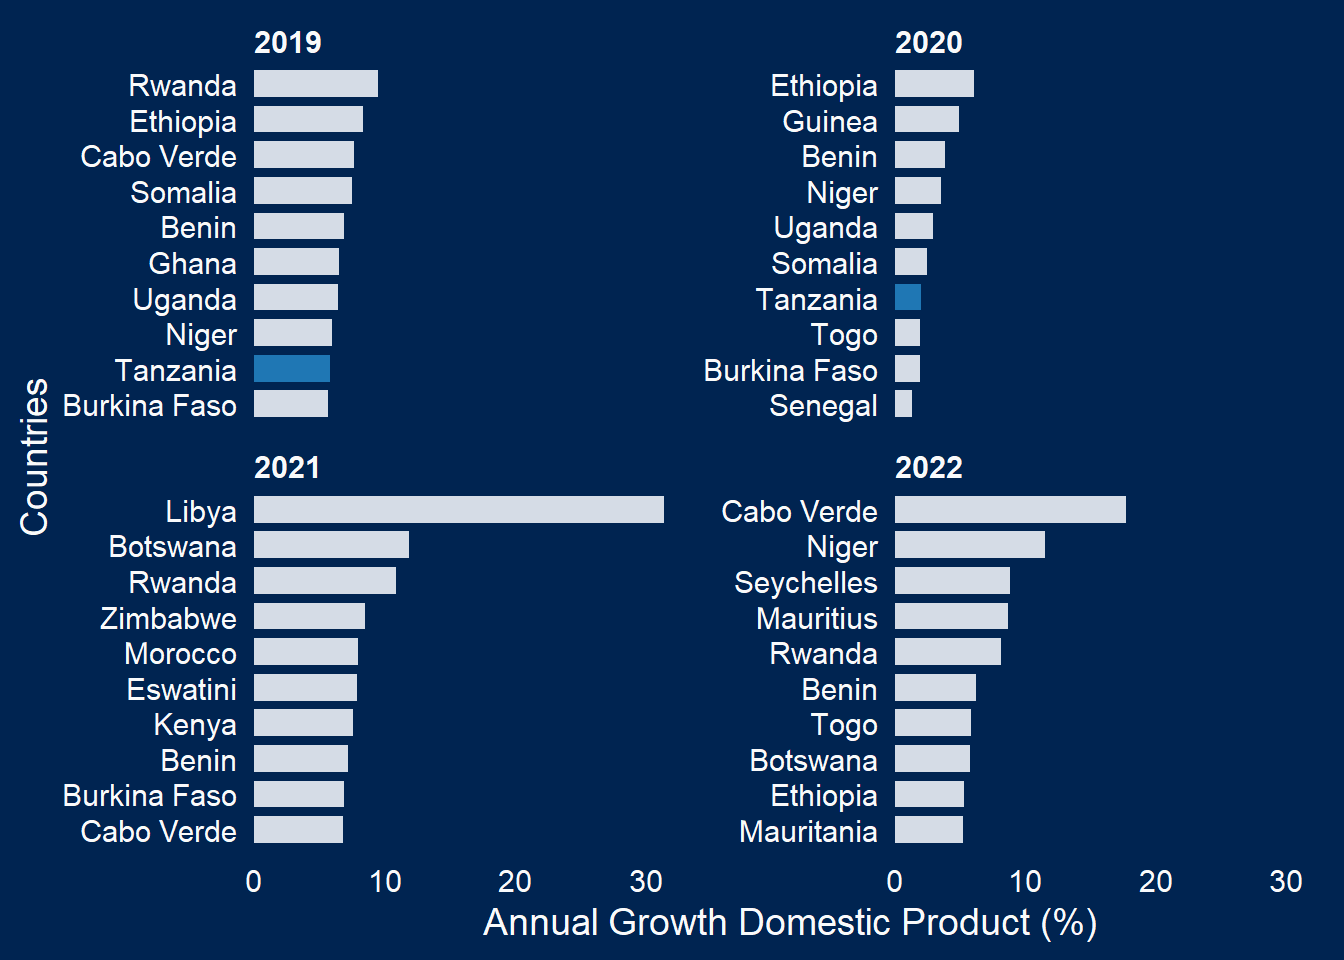 2019
Rwanda
Ethiopia
Cabo Verde
Somalia
Benin
Ghana
Uganda
Niger
Tanzania
Burkina Faso
2020
Ethiopia
Guinea
Benin
Niger
Uganda
Somalia
Tanzania
Togo
Burkina Faso
Senegal
Countries
2021
Libya
Botswana
Rwanda
Zimbabwe
Morocco
Eswatini
Kenya
Benin
Burkina Faso
Cabo Verde
0 10 20 30
2022
Cabo Verde
Niger
Seychelles
Mauritius
Rwanda
Benin
Togo
Botswana
Ethiopia
Mauritania
0 10 20 30
Annual Growth Domestic Product (%)